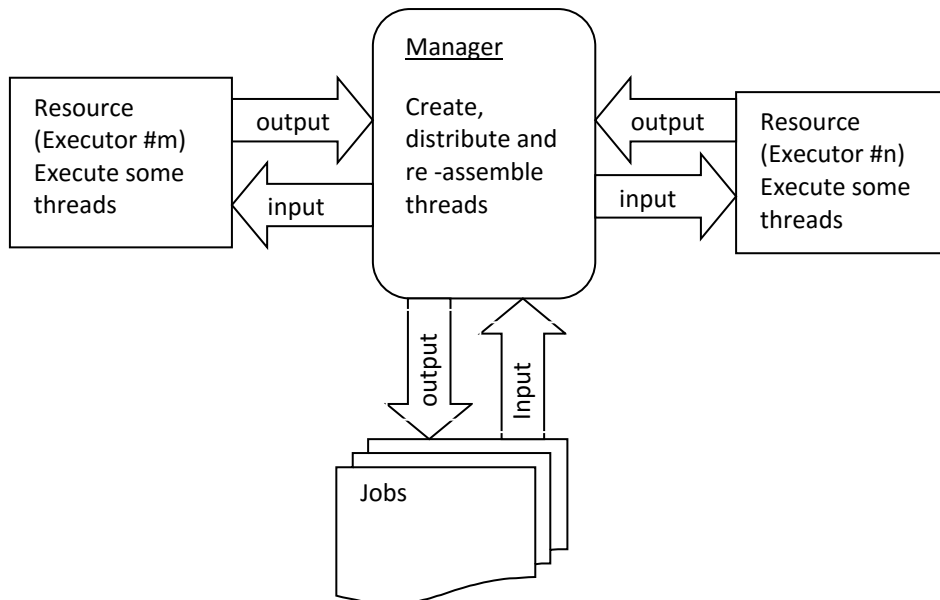 Resource
(Executor #m)
Execute some
threads
output
input
Manager
Create,
distribute and
re -assemble
threads
output
input
Resource
(Executor #n)
Execute some
threads
output
Input
Jobs